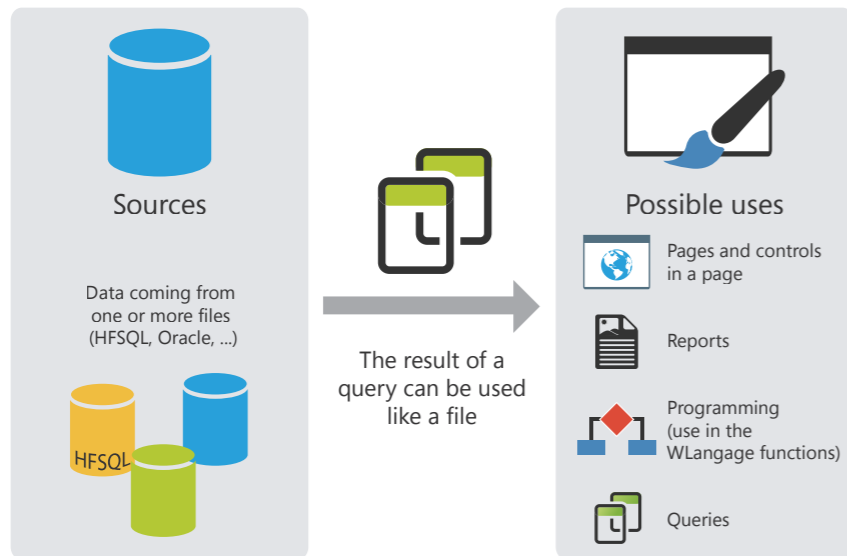 Sources
Data coming from
one or more files
(HFSQL, Oracle, ...)
HFSQL
The result of a
query can be used
like a file
Possible uses
Pages and controls
in a page
Reports
Programming
(use in the
WLangage functions)
Queries